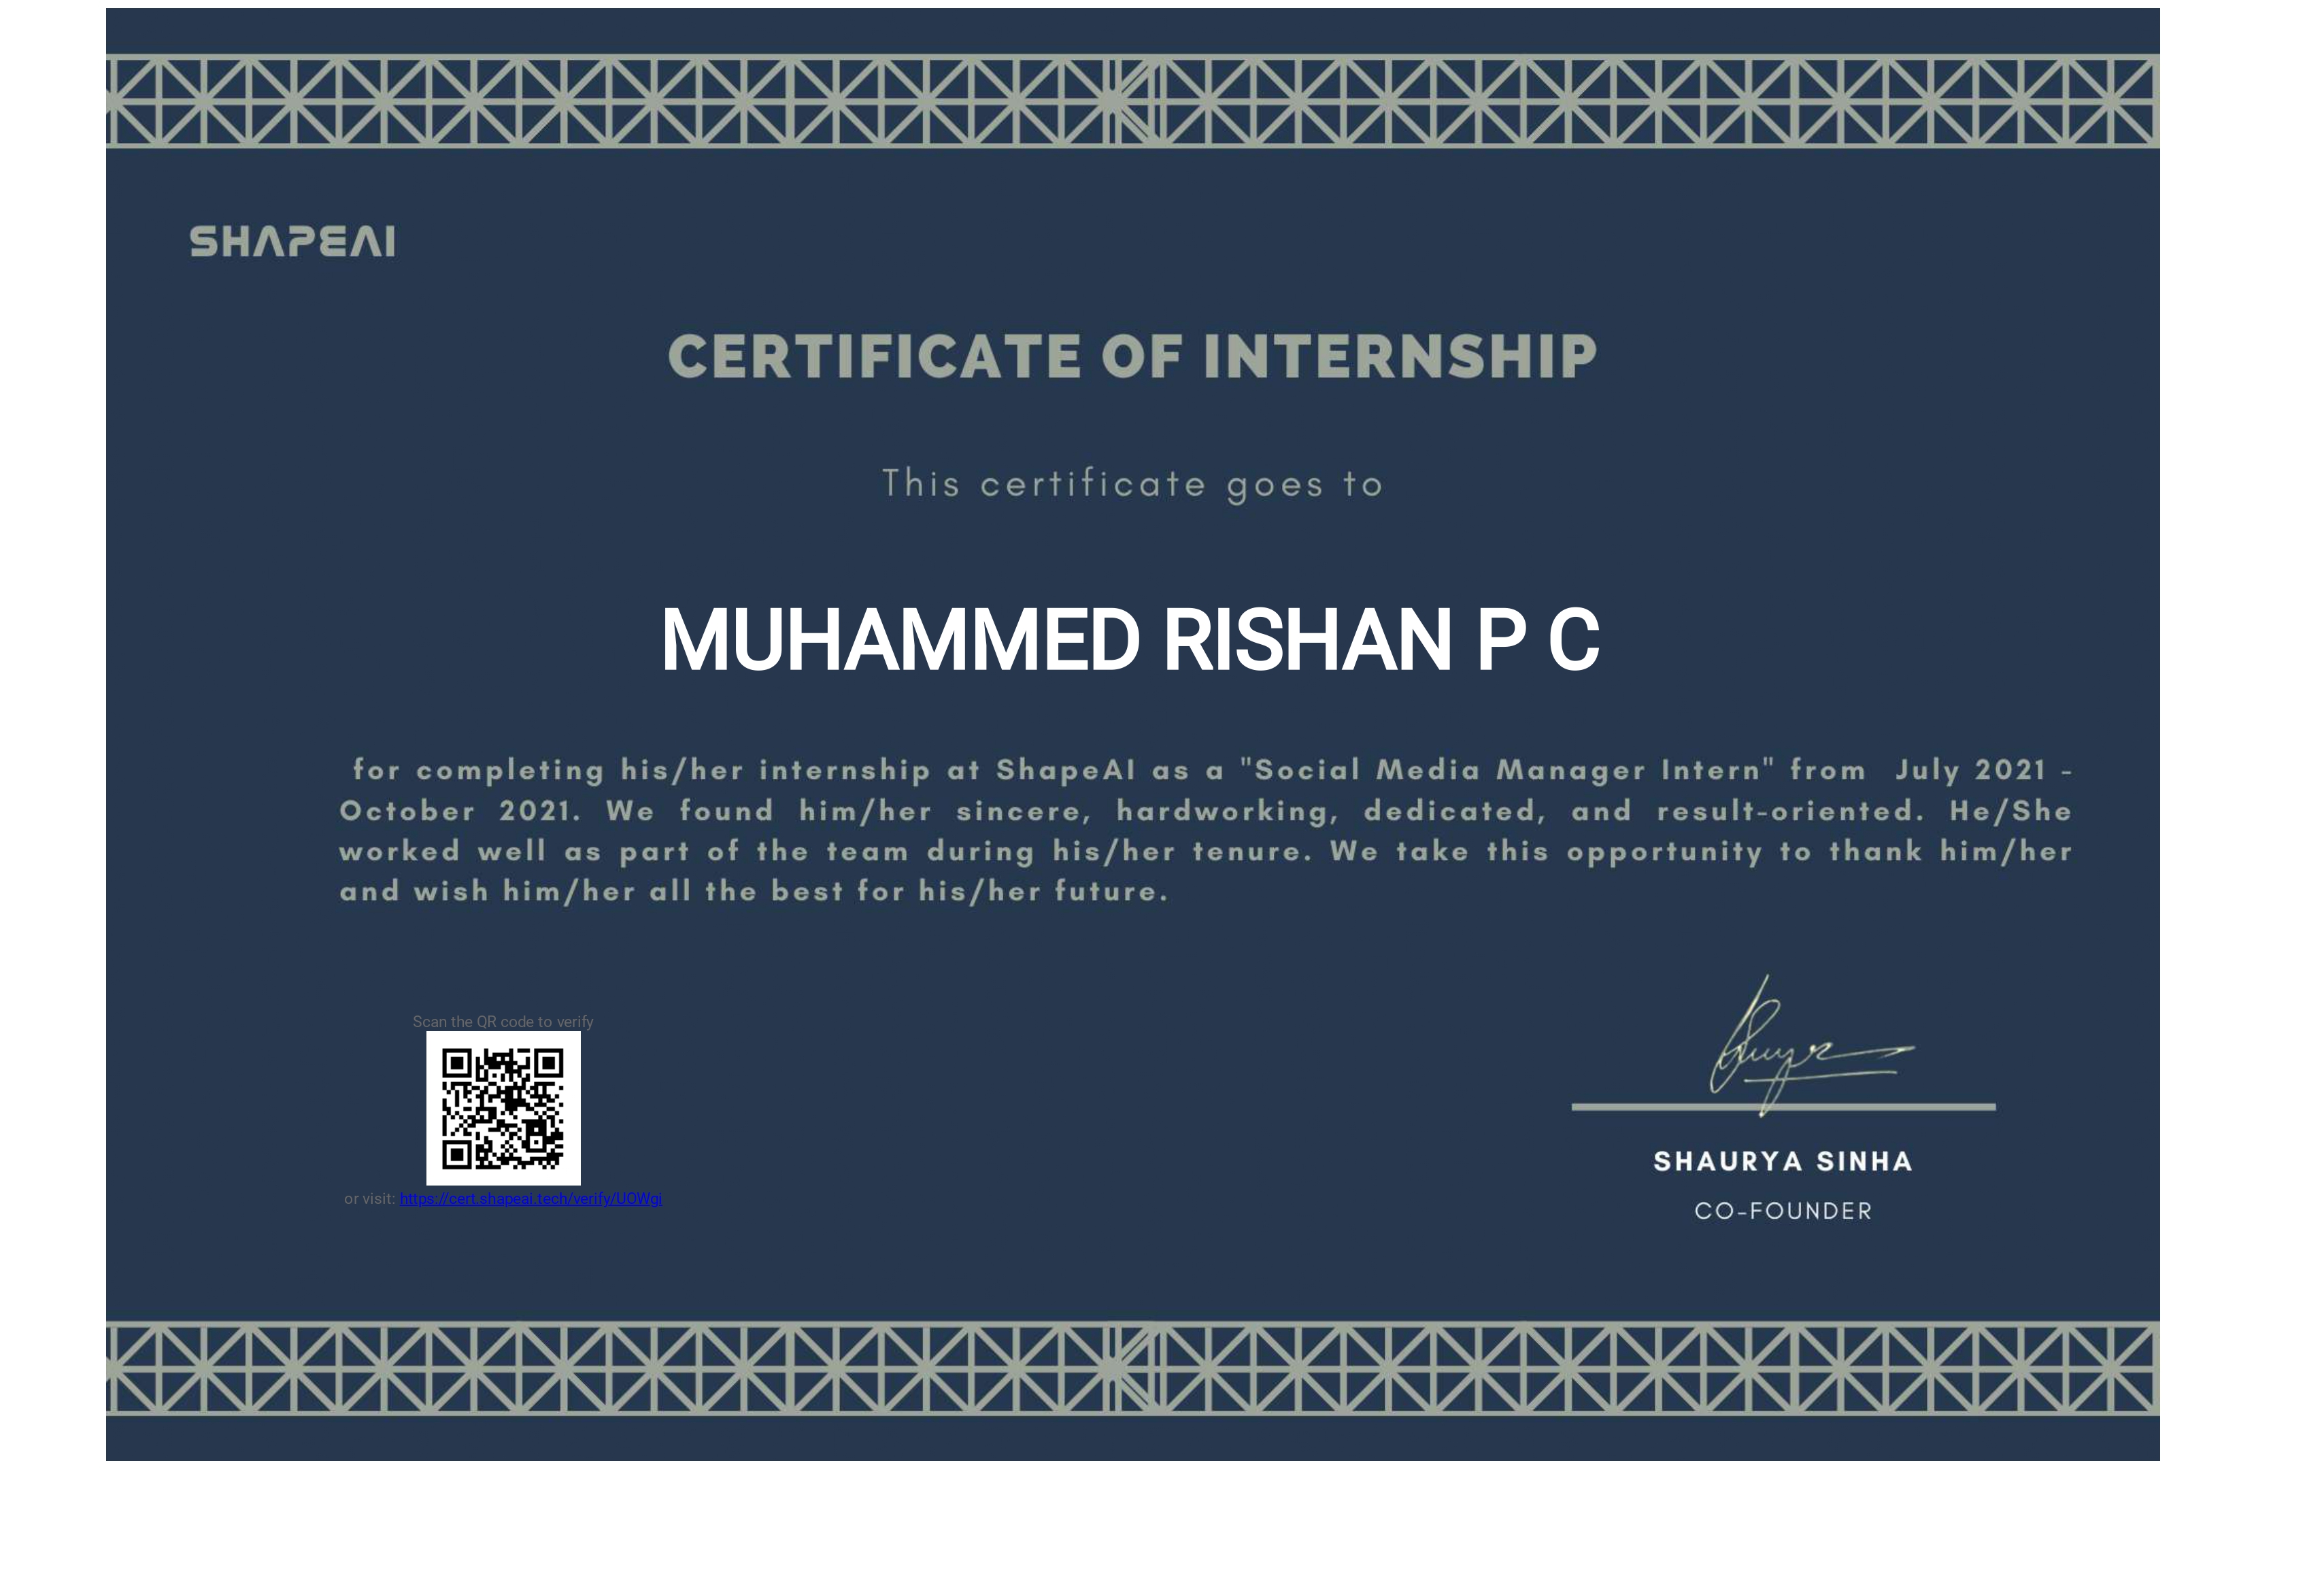 SHAPEAI
CERTIFICATE OF INTERNSHIP
This certificate goes to
MUHAMMED RISHAN P C
for completing his/her internship at ShapeAI as a "Social Media Manager Intern" from July 2021 -
October 2021. We found him/her sincere, hardworking, dedicated, and result-oriented. He/She
worked well as part of the team during his/her tenure. We take this opportunity to thank him/her
and wish him/her all the best for his/her future.
Scan the QR code to verify
or visit: https://cert.shapeai.tech/verify/UOWgi
SHAURYA SINHA
CO-FOUNDER